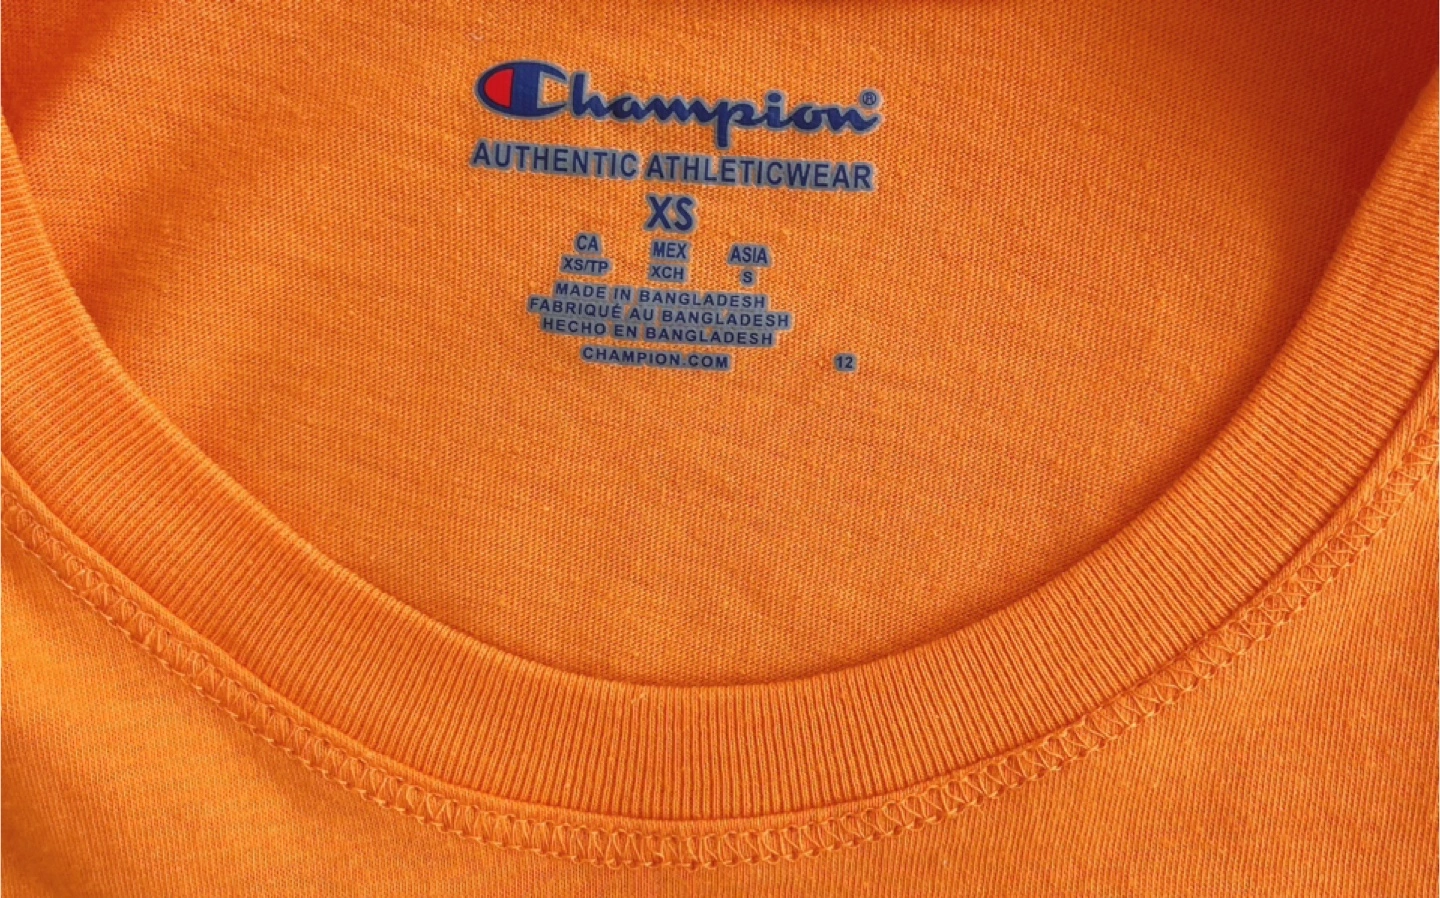 Champion®
AUTHENTIC ATHLETICWEAR
XS
CA MEX ASIA
XS/TP XCH S
MADE IN BANGLADESH
FABRIQUÉ AU BANGLADESH
HECHO EN BANGLADESH
CHAMPION.COM 12